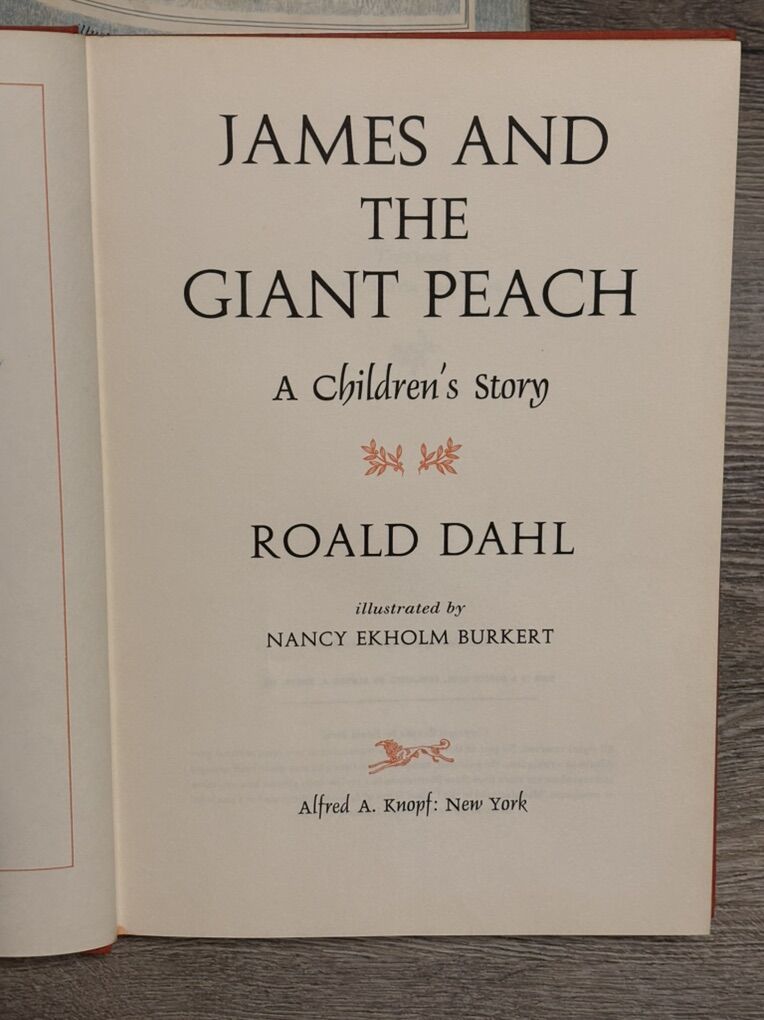 JAMES AND
THE
GIANT PEACH
A Children's Story
ROALD DAHL
illustrated by
NANCY EKHOLM BURKERT
Alfred A. Knopf: New York